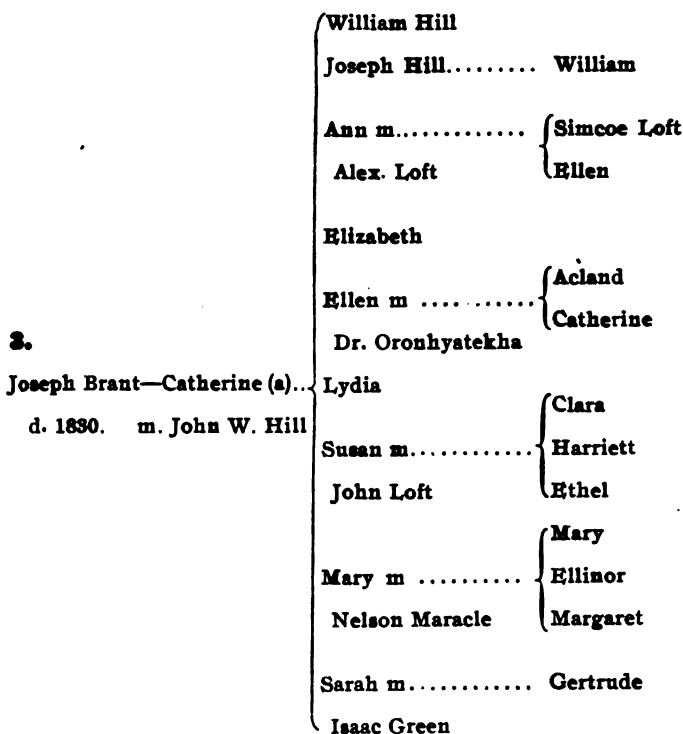 William Hill
Joseph Hill......... William
Ann m............. Simcoe Loft
Alex. Loft Ellen
Elizabeth
Acland
Ellen m ...........
Catherine
Dr. Oronhyatekha
3.
Joseph Brant—Catherine (a)... Lydia
Clara
d. 1830. m. John W. Hill
Susan m............ Harriett
John Loft Ethel
Mary
Mary m .......... Ellinor
Nelson Maracle Margaret
Sarah m............ Gertrude
Isaac Green